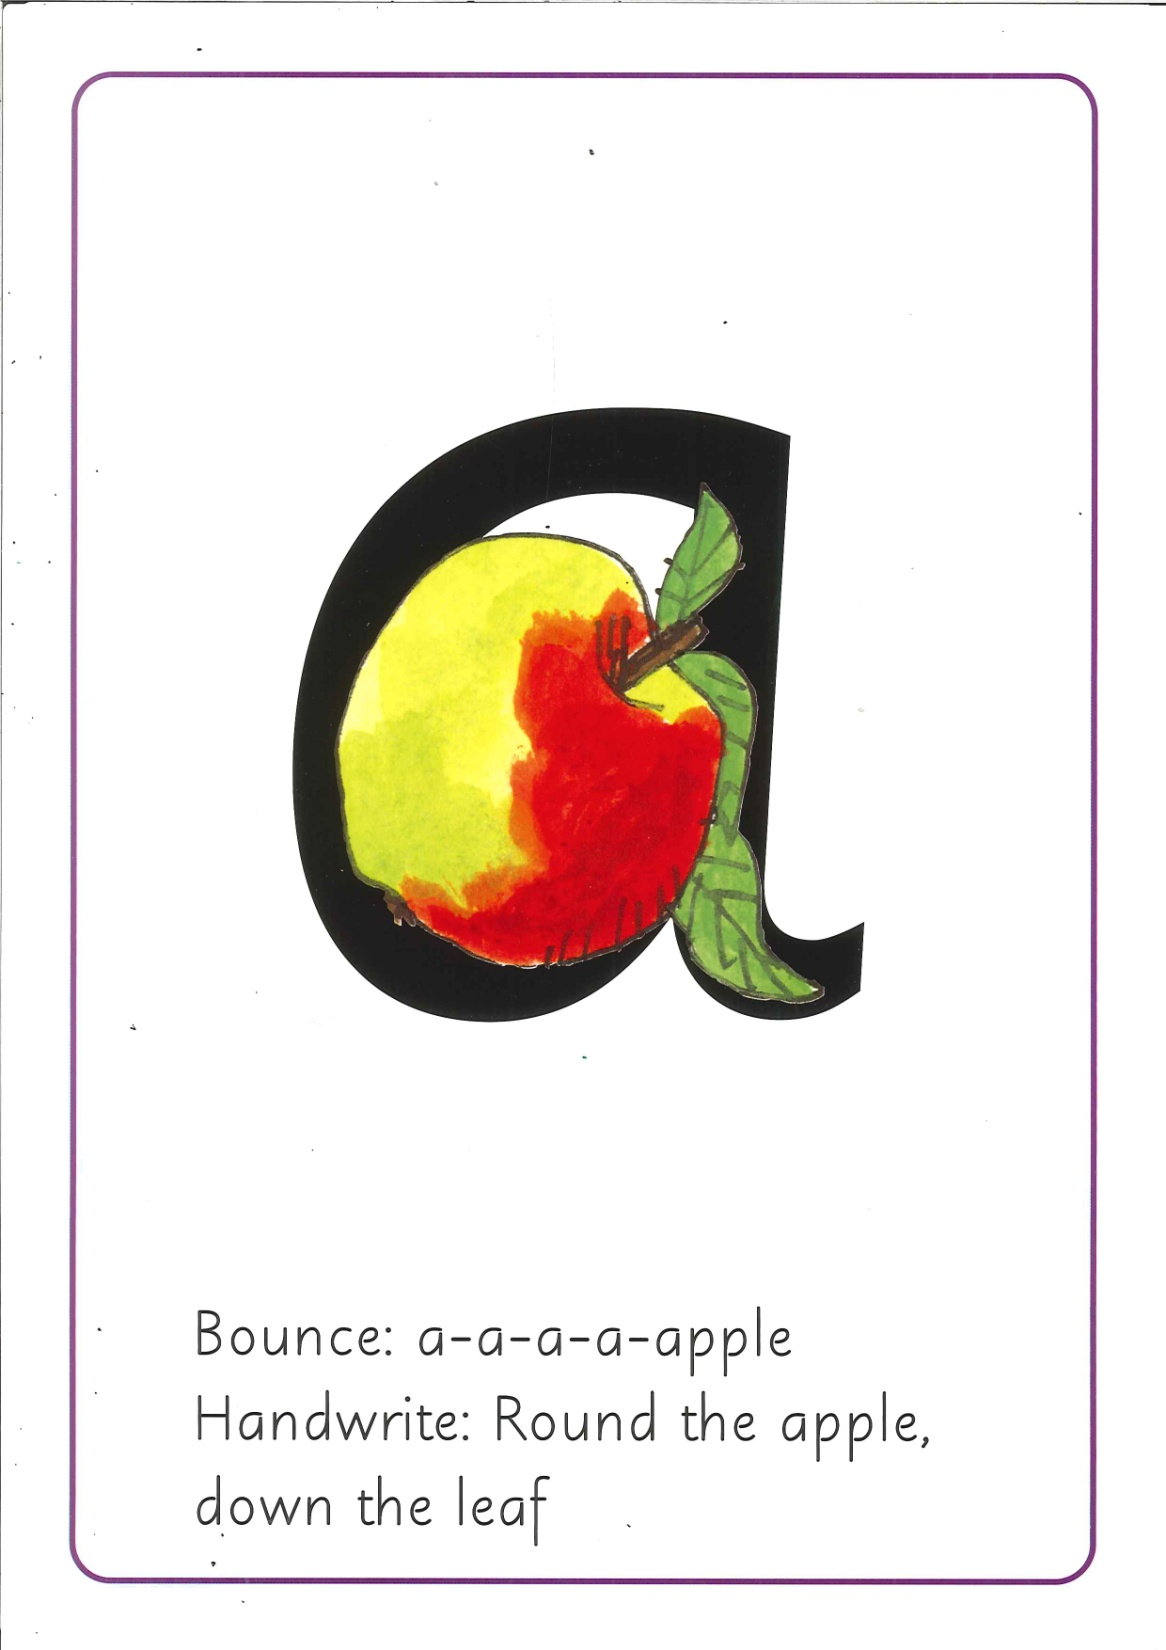 a
Bounce: a-a-a-a-apple
Handwrite: Round the apple,
down the leaf